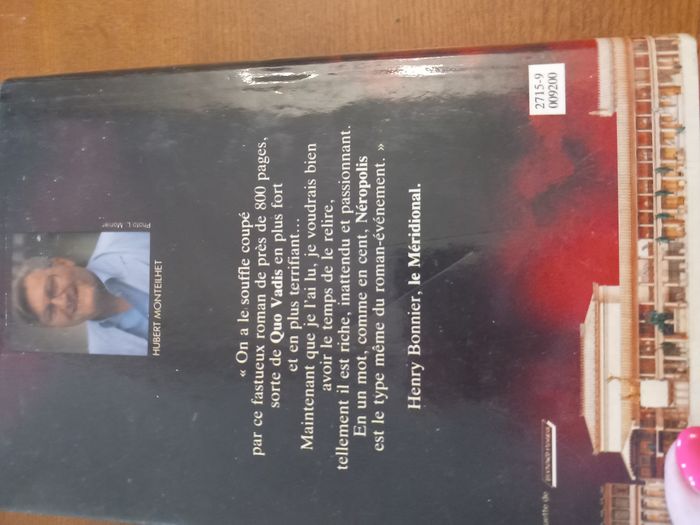 Photo L. Monier
HUBERT MONTEILHET
« On a le souffle coupé
par ce fastueux roman de près de 800 pages,
sorte de Quo Vadis en plus fort
et en plus terrifiant...
Maintenant que je l'ai lu, je voudrais bien
avoir le temps de le relire,
tellement il est riche, inattendu et passionnant.
En un mot, comme en cent, Néropolis
est le type même du roman-événement. »
Henry Bonnier, le Méridional.
2715-9
009200